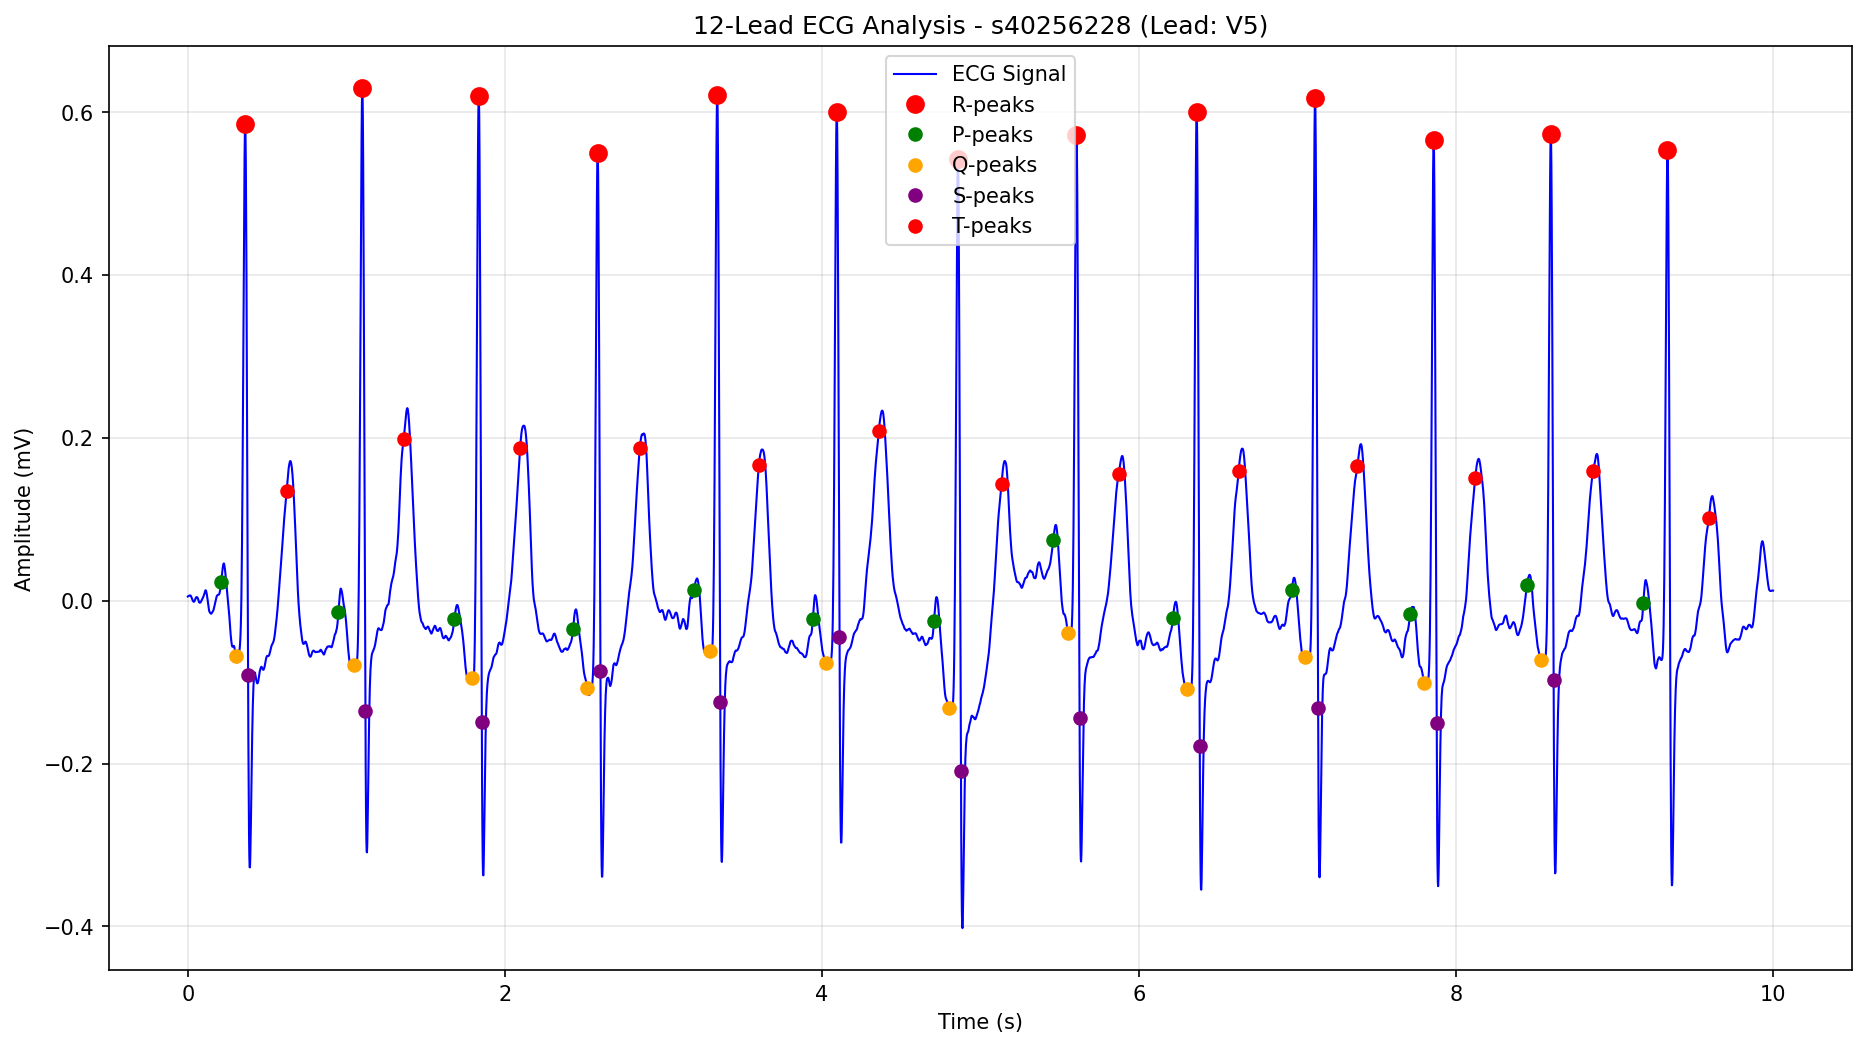 12-Lead ECG Analysis - s40256228 (Lead: V5)
ECG Signal
R-peaks
P-peaks
Q-peaks
S-peaks
T-peaks
Amplitude (mV)
0.6
0.4
0.2
0.0
−0.2
−0.4
0 2 4 6 8 10
Time (s)